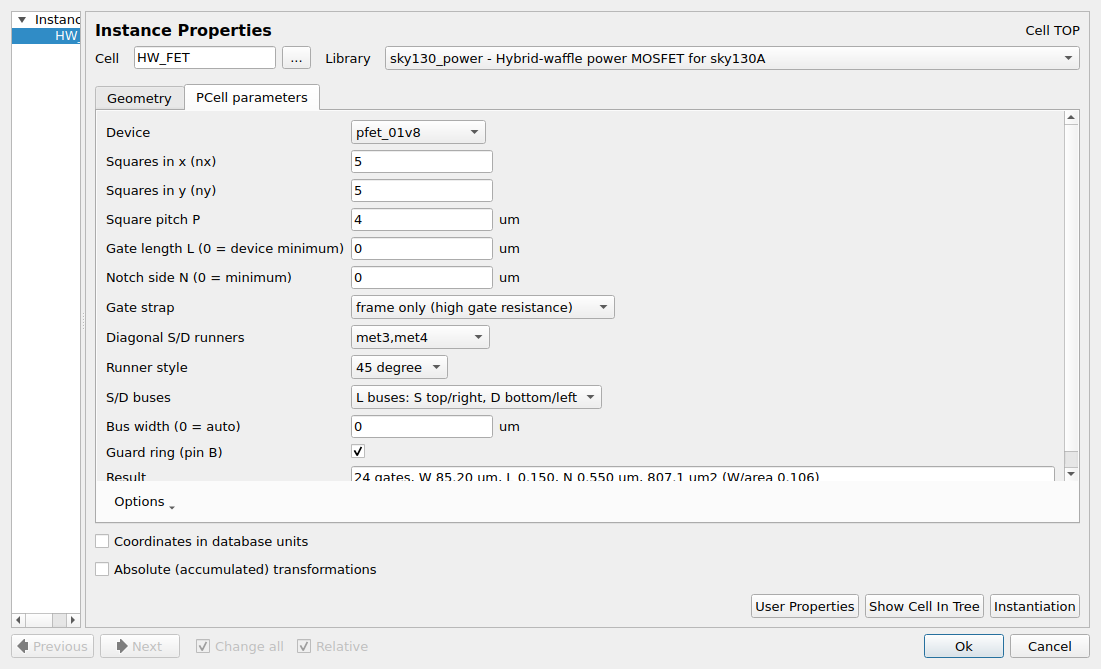 Instanc
HW_
Instance Properties
Cell TOP
Cell HW_FET ... Library sky130_power - Hybrid-waffle power MOSFET for sky130A
Geometry PCell parameters
Device pfet_01v8
Squares in x (nx) 5
Squares in y (ny) 5
Square pitch P 4 um
Gate length L (0 = device minimum) 0 um
Notch side N (0 = minimum) 0 um
Gate strap frame only (high gate resistance)
Diagonal S/D runners met3,met4
Runner style 45 degree
S/D buses L buses: S top/right, D bottom/left
Bus width (0 = auto) 0 um
Guard ring (pin B)
Result 24 gates, W 85.20 um, L 0.150, N 0.550 um, 807.1 um2 (W/area 0.106)
Options
Coordinates in database units
Absolute (accumulated) transformations
User Properties Show Cell In Tree Instantiation
Previous Next Change all Relative Ok Cancel